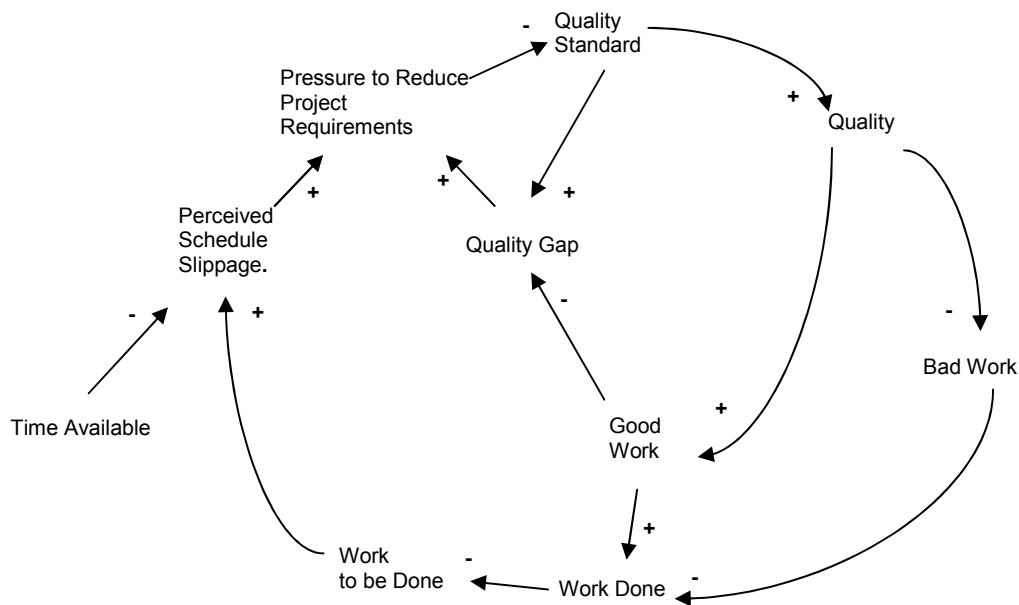 Quality
Standard
-
Pressure to Reduce
Project
Requirements
+
Quality
+
+
+
Perceived
Schedule
Slippage.
Quality Gap
-
+
-
-
Bad Work
Time Available
+
Good
Work
+
Work
to be Done
-
Work Done
-